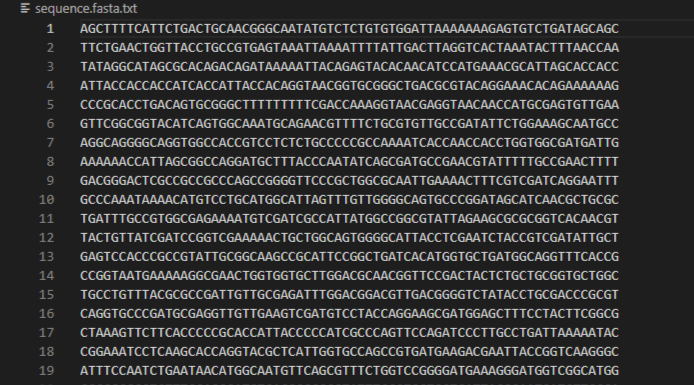 sequence.fasta.txt
1 AGCTTTTCATTCTGACTGCAACGGGCAATATGTCTCTGTGTGGATTAAAAAAAGAGTGTCTGATAGCAGC
2 TTCTGAACTGGTTACCTGCCGTGAGTAAATTAAAATTTTATTGACTTAGGTCACTAAATACTTTAACCAA
3 TATAGGCATAGCGCACAGACAGATAAAAATTACAGAGTACACAACATCCATGAAACGCATTAGCACCACC
4 ATTACCACCACCATCACCATTACCACAGGTAACGGTGCGGGCTGACGCGTACAGGAAACACAGAAAAAAG
5 CCCGCACCTGACAGTGCGGGCTTTTTTTTTCGACCAAAGGTAACGAGGTAACAACCATGCGAGTGTTGAA
6 GTTCGGCGGTACATCAGTGGCAAATGCAGAACGTTTTCTGCGTGTTGCCGATATTCTGGAAAGCAATGCC
7 AGGCAGGGGCAGGTGGCCACCGTCCTCTCTGCCCCCGCCAAAATCACCAACCACCTGGTGGCGATGATTG
8 AAAAAACCATTAGCGGCCAGGATGCTTTACCCAATATCAGCGATGCCGAACGTATTTTTGCCGAACTTTT
9 GACGGGACTCGCCGCCGCCCAGCCGGGGTTCCCGCTGGCGCAATTGAAAACTTTCGTCGATCAGGAATTT
10 GCCCAAATAAAACATGTCCTGCATGGCATTAGTTTGTTGGGGCAGTGCCCGGATAGCATCAACGCTGCGC
11 TGATTTGCCGTGGCGAGAAAATGTCGATCGCCATTATGGCCGGCGTATTAGAAGCGCGCGGTCACAACGT
12 TACTGTTATCGATCCGGTCGAAAAACTGCTGGCAGTGGGGCATTACCTCGAATCTACCGTCGATATTGCT
13 GAGTCCACCCGCCGTATTGCGGCAAGCCGCATTCCGGCTGATCACATGGTGCTGATGGCAGGTTTCACCG
14 CCGGTAATGAAAAAGGCGAACTGGTGGTGCTTGGACGCAACGGTTCCGACTACTCTGCTGCGGTGCTGGC
15 TGCCTGTTTACGCGCCGATTGTTGCGAGATTTGGACGGACGTTGACGGGGTCTATACCTGCGACCCGCGT
16 CAGGTGCCCGATGCGAGGTTGTTGAAGTCGATGTCCTACCAGGAAGCGATGGAGCTTTCCTACTTCGGCG
17 CTAAAGTTCTTCACCCCCGCACCATTACCCCCATCGCCCAGTTCCAGATCCCTTGCCTGATTAAAAATAC
18 CGGAAATCCTCAAGCACCAGGTACGCTCATTGGTGCCAGCCGTGATGAAGACGAATTACCGGTCAAGGGC
19 ATTTCCAATCTGAATAACATGGCAATGTTCAGCGTTTCTGGTCCGGGGATGAAAGGGATGGTCGGCATGG